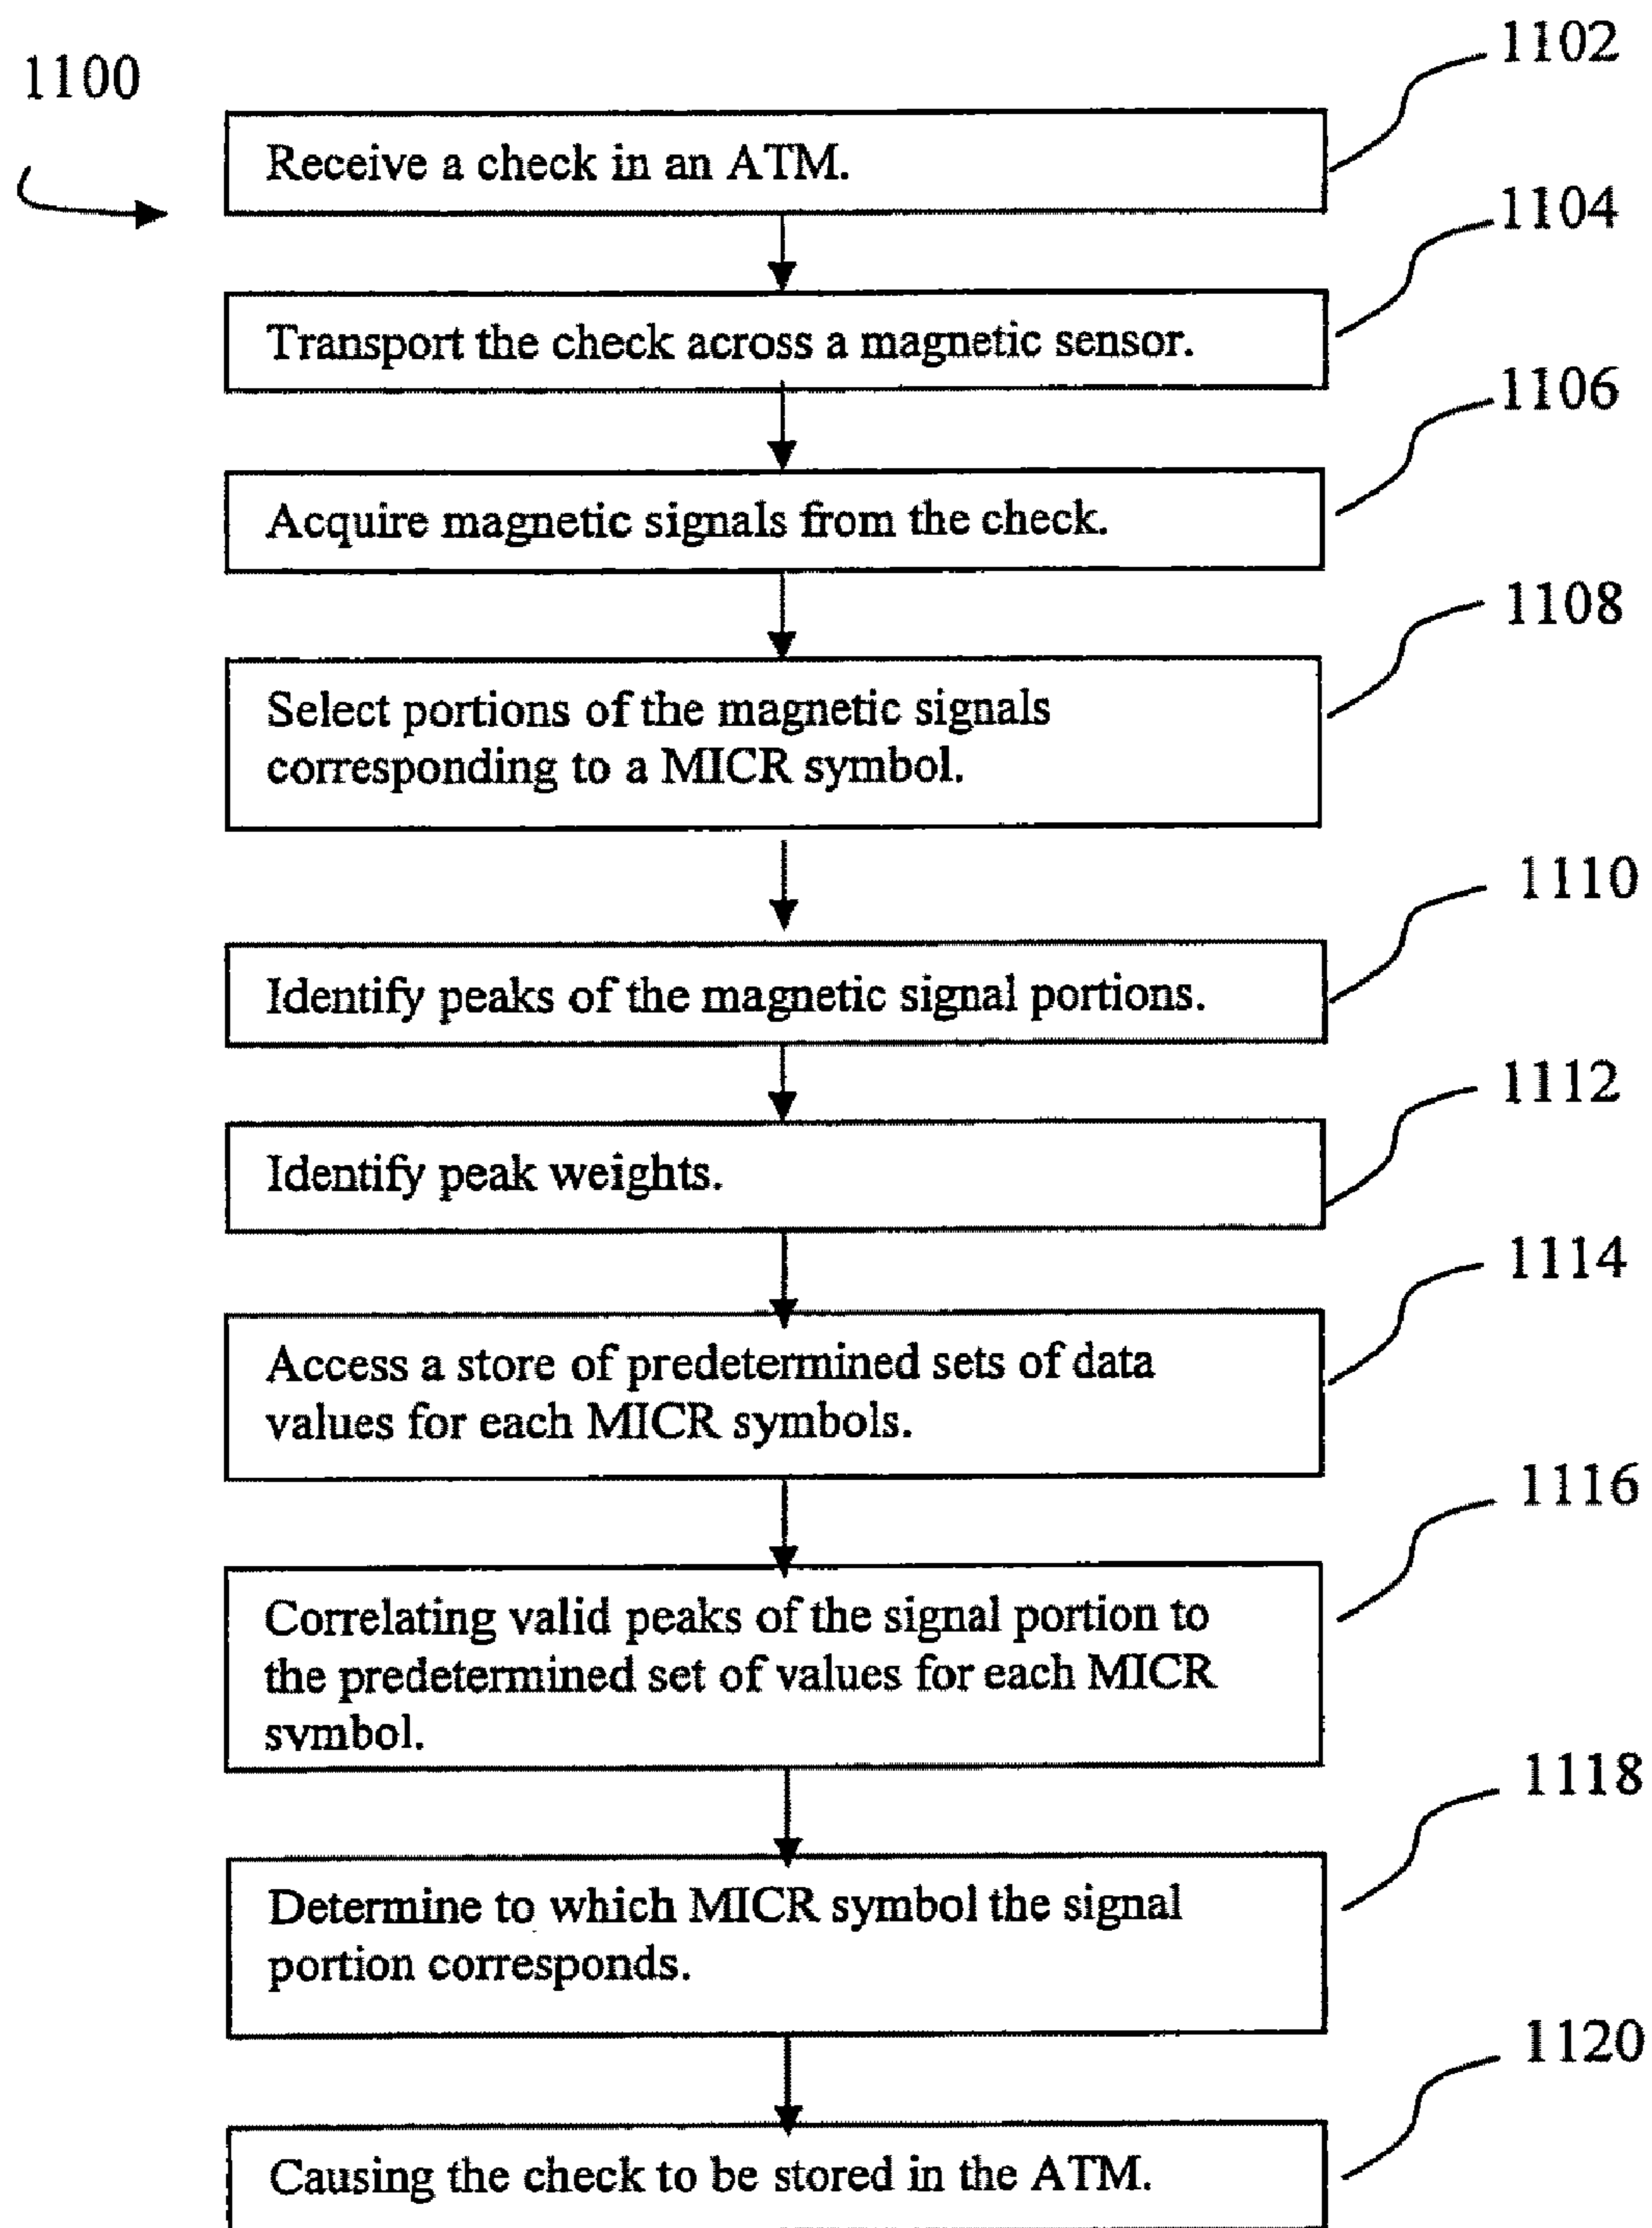 1100
1102
Receive a check in an ATM.
1104
Transport the check across a magnetic sensor.
1106
Acquire magnetic signals from the check.
1108
Select portions of the magnetic signals
corresponding to a MICR symbol.
1110
Identify peaks of the magnetic signal portions.
1112
Identify peak weights.
1114
Access a store of predetermined sets of data
values for each MICR symbols.
1116
Correlating valid peaks of the signal portion to
the predetermined set of values for each MICR
symbol.
1118
Determine to which MICR symbol the signal
portion corresponds.
1120
Causing the check to be stored in the ATM.